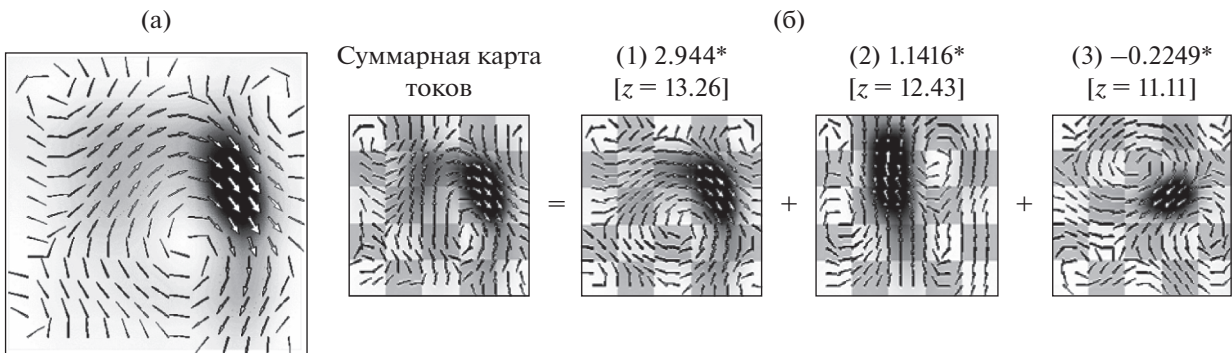 (а)
(б)
Суммарная карта
токов
(1) 2.944*
[z = 13.26]
(2) 1.1416*
[z = 12.43]
(3) −0.2249*
[z = 11.11]
= + +